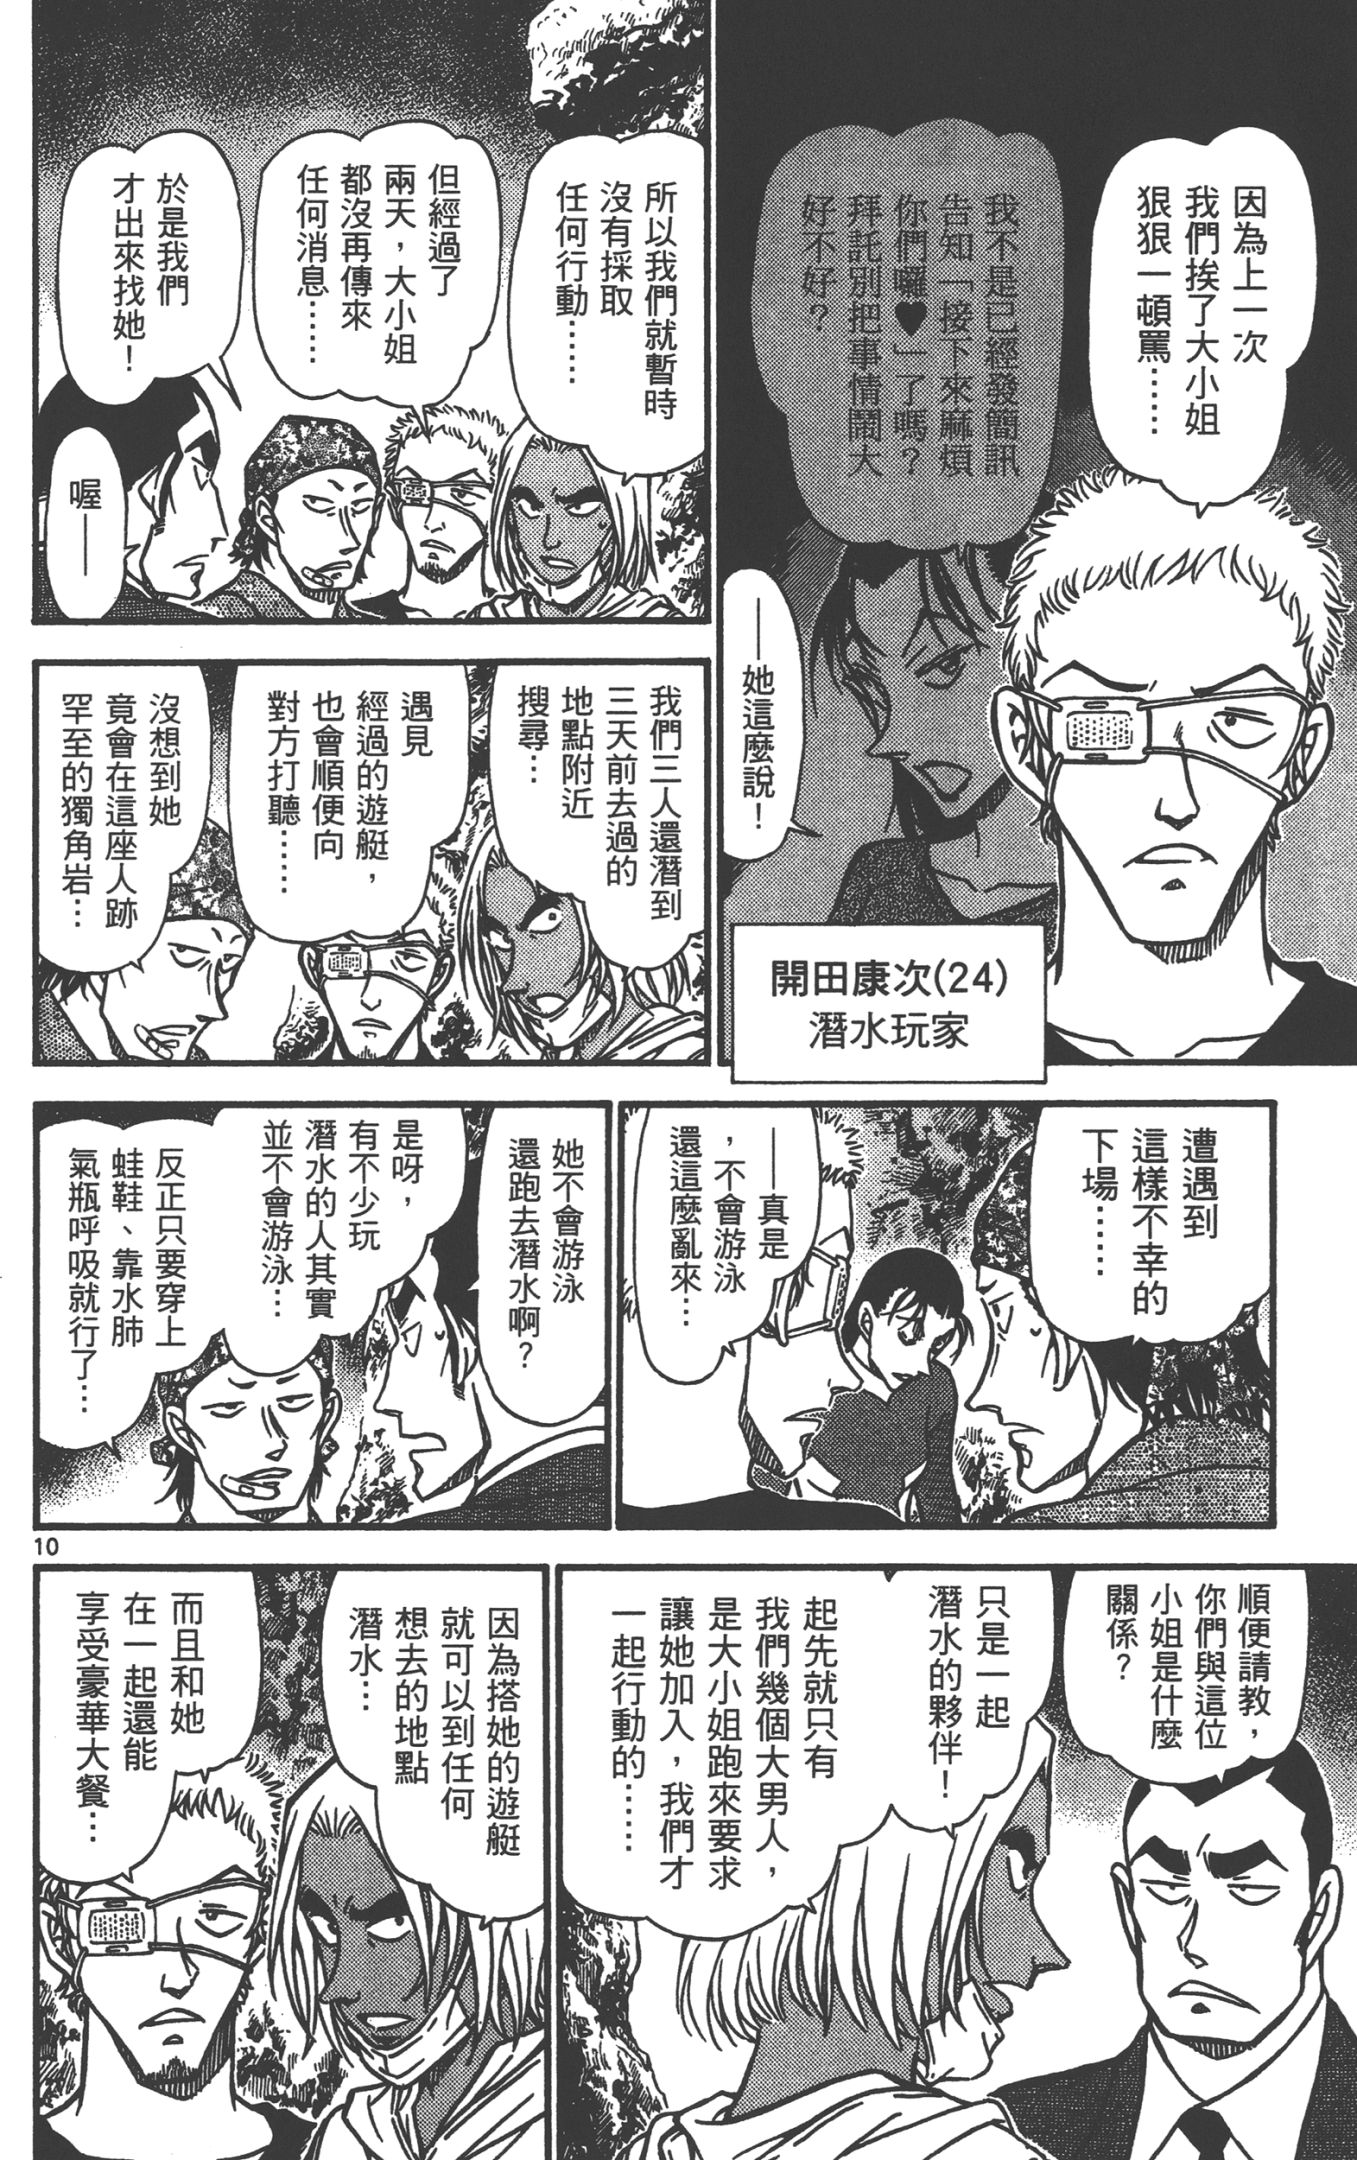 因為上一次
我們挨了大小姐
狠狠一頓罵……
我不是已經發簡訊
告知「接下來麻煩
你們囉♥」了嗎？
拜託別把事情鬧大
好不好？
——她這麼說！
開田康次(24)
潛水玩家
所以我們就暫時
沒有採取
任何行動……
但經過了
兩天，大小姐
都沒再傳來
任何消息……
於是我們
才出來找她！
喔——
我們三人還潛到
三天前去過的
地點附近
搜尋…
遇見
經過的遊艇，
也會順便向
對方打聽……
沒想到她
竟會在這座人跡
罕至的獨角岩…
遭遇到
這樣不幸的
下場……
——真是
，不會游泳
還這麼亂來…
她不會游泳
還跑去潛水啊？
是呀，
有不少玩
潛水的人其實
並不會游泳…
反正只要穿上
蛙鞋、靠水肺
氣瓶呼吸就行了…
10
順便請教，
你們與這位
小姐是什麼
關係？
只是一起
潛水的夥伴！
起先就只有
我們幾個大男人，
是大小姐跑來要求
讓她加入，我們才
一起行動的……
因為搭她的遊艇
就可以到任何
想去的地點
潛水…
而且和她
在一起還能
享受豪華大餐…